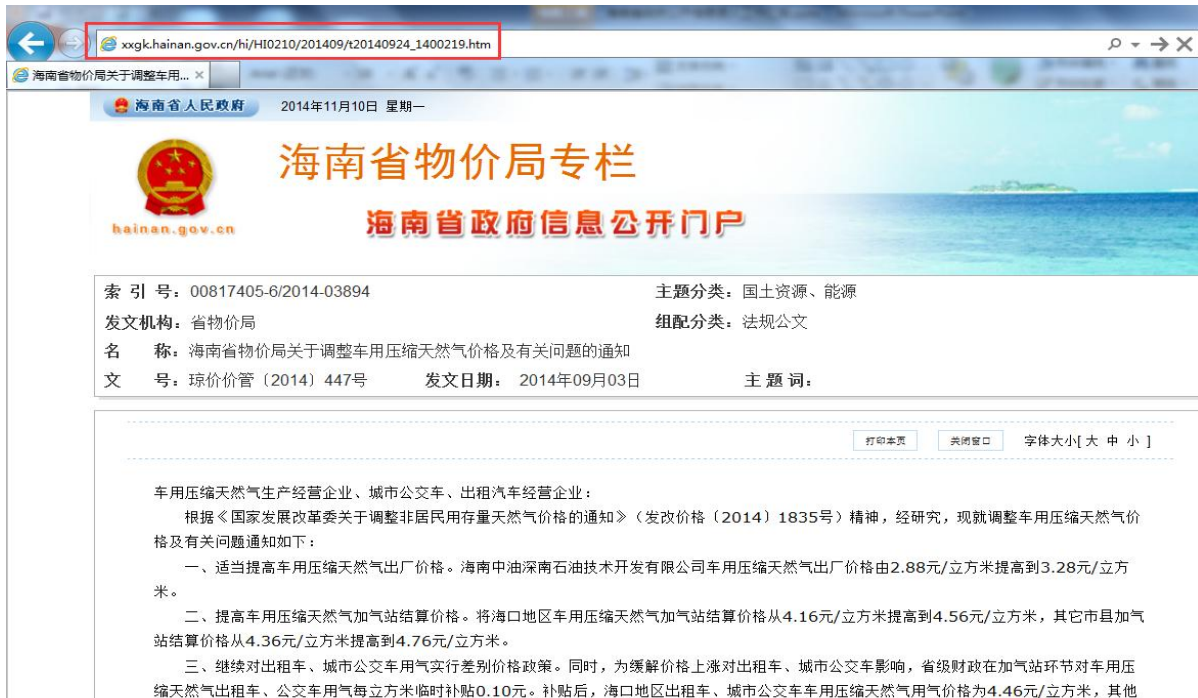 xxgk.hainan.gov.cn/hi/HI0210/201409/t20140924_1400219.htm
海南省物价局关于调整车用...
海南省人民政府 2014年11月10日 星期一
海南省物价局专栏
hainan.gov.cn
海南省政府信息公开门户
索 引 号：00817405-6/2014-03894 主题分类：国土资源、能源
发文机构：省物价局 组配分类：法规公文
名 称：海南省物价局关于调整车用压缩天然气价格及有关问题的通知
文 号：琼价价管〔2014〕447号 发文日期： 2014年09月03日 主 题 词：
打印本页 关闭窗口 字体大小[ 大 中 小 ]
车用压缩天然气生产经营企业、城市公交车、出租汽车经营企业：
根据《国家发展改革委关于调整非居民用存量天然气价格的通知》（发改价格〔2014〕1835号）精神，经研究，现就调整车用压缩天然气价
格及有关问题通知如下：
一、适当提高车用压缩天然气出厂价格。海南中油深南石油技术开发有限公司车用压缩天然气出厂价格由2.88元/立方米提高到3.28元/立方
米。
二、提高车用压缩天然气加气站结算价格。将海口地区车用压缩天然气加气站结算价格从4.16元/立方米提高到4.56元/立方米，其它市县加气
站结算价格从4.36元/立方米提高到4.76元/立方米。
三、继续对出租车、城市公交车用气实行差别价格政策。同时，为缓解价格上涨对出租车、城市公交车影响，省级财政在加气站环节对车用压
缩天然气出租车、公交车用气每立方米临时补贴0.10元。补贴后，海口地区出租车、城市公交车车用压缩天然气用气价格为4.46元/立方米，其他